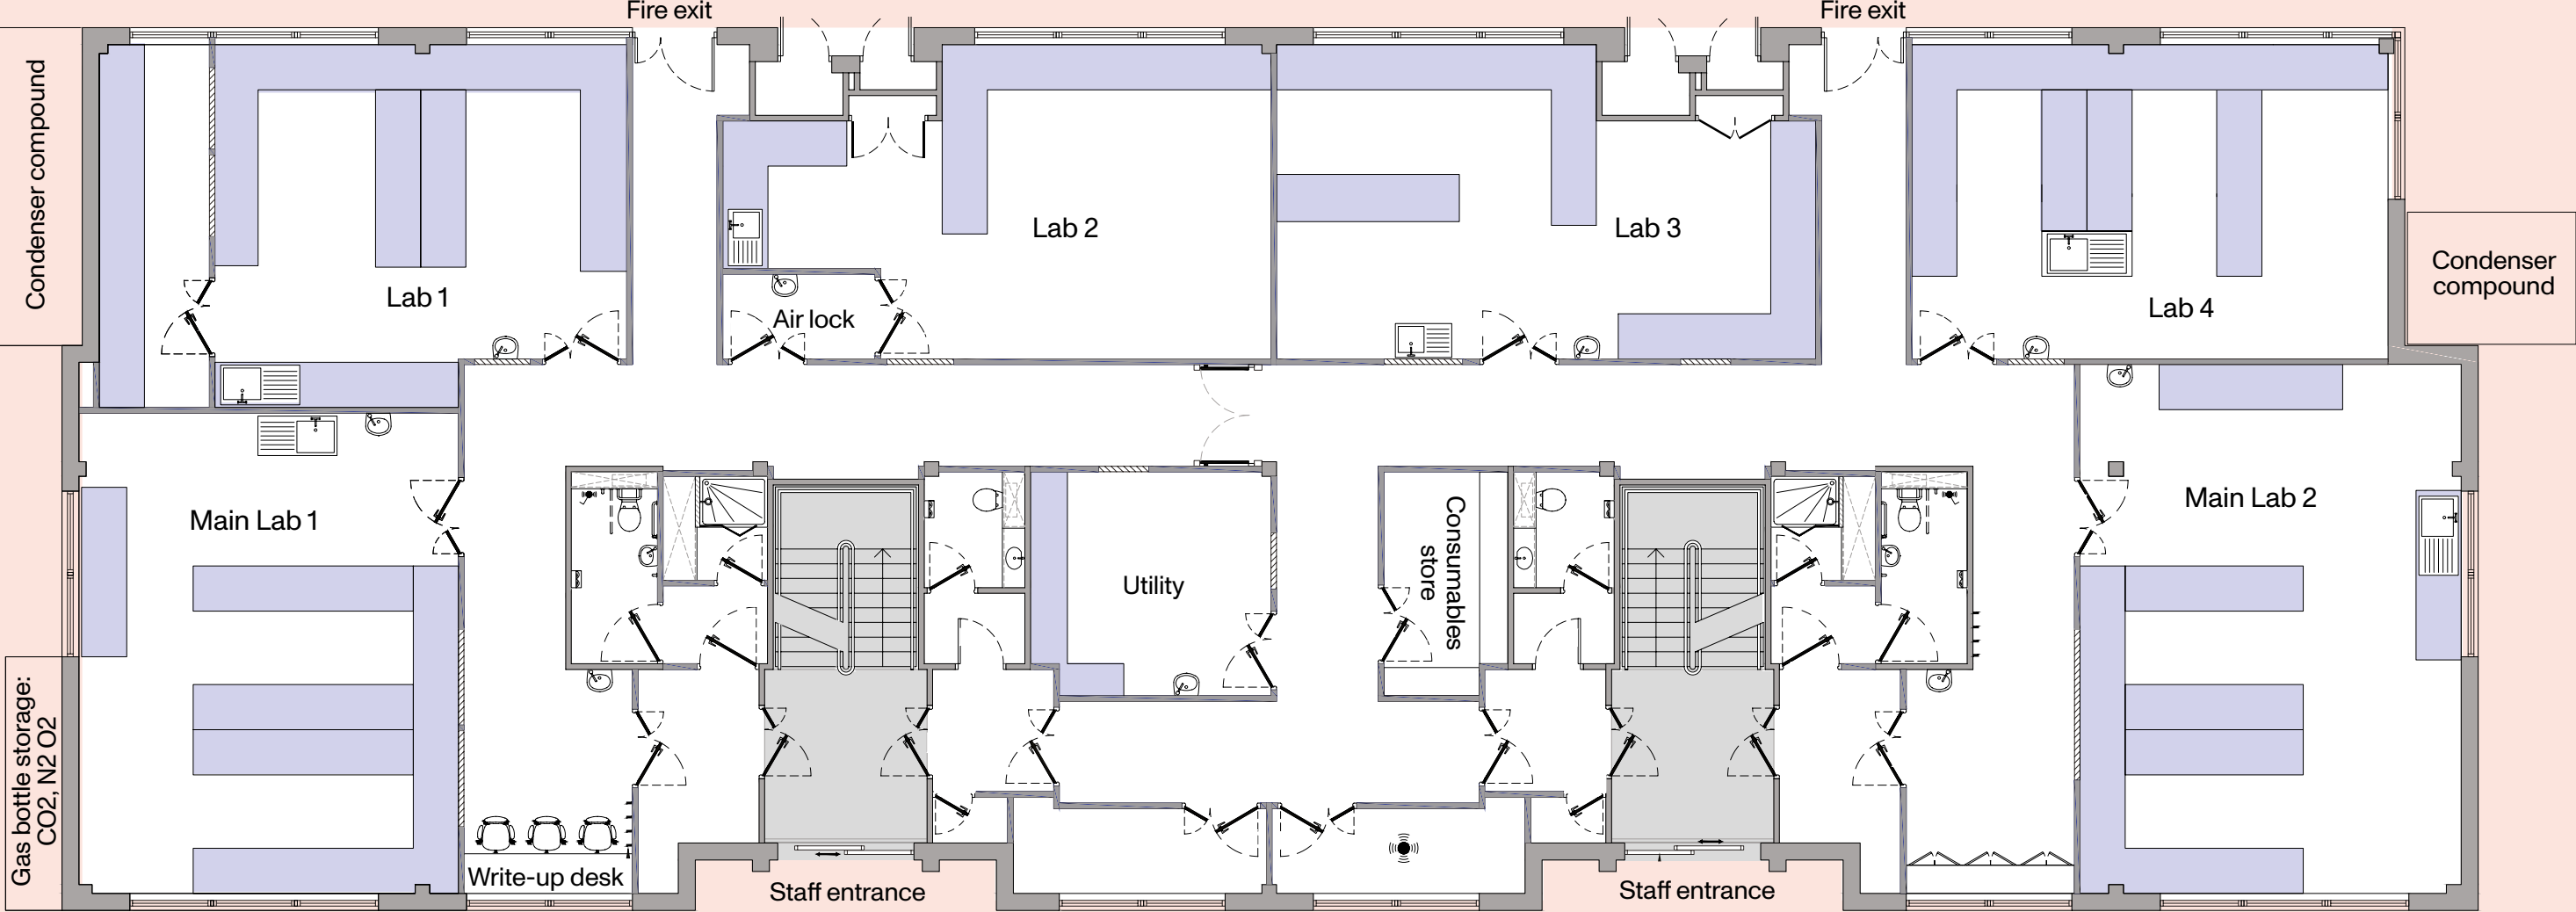 Fire exit
Fire exit
Condenser compound
Lab 1
Lab 2
Air lock
Lab 3
Lab 4
Condenser
compound
Main Lab 1
Utility
Consumables
store
Main Lab 2
Gas bottle storage:
CO2, N2 O2
Write-up desk
Staff entrance
Staff entrance